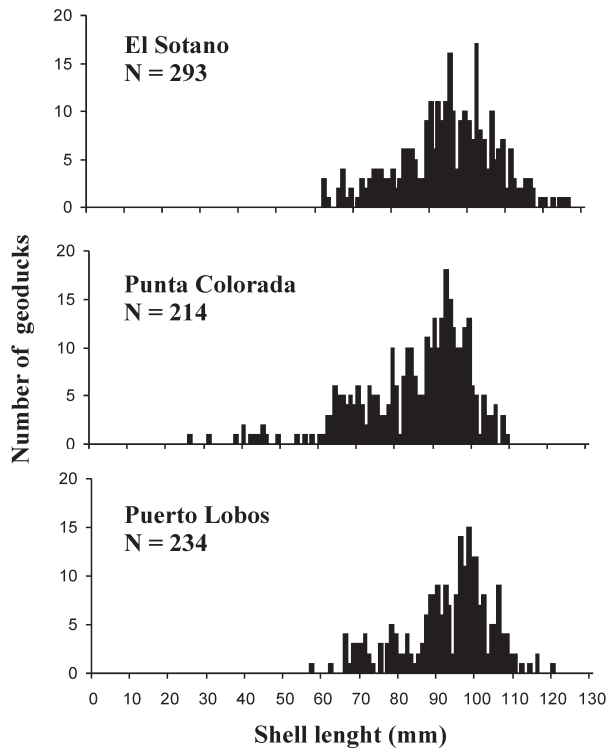 20
El Sotano
15
N = 293
10
5
0
Number of geoducks
20
Punta Colorada
15
N = 214
10
5
0
20
Puerto Lobos
15
N = 234
10
5
0
0 10 20 30 40 50 60 70 80 90 100 110 120 130
Shell lenght (mm)